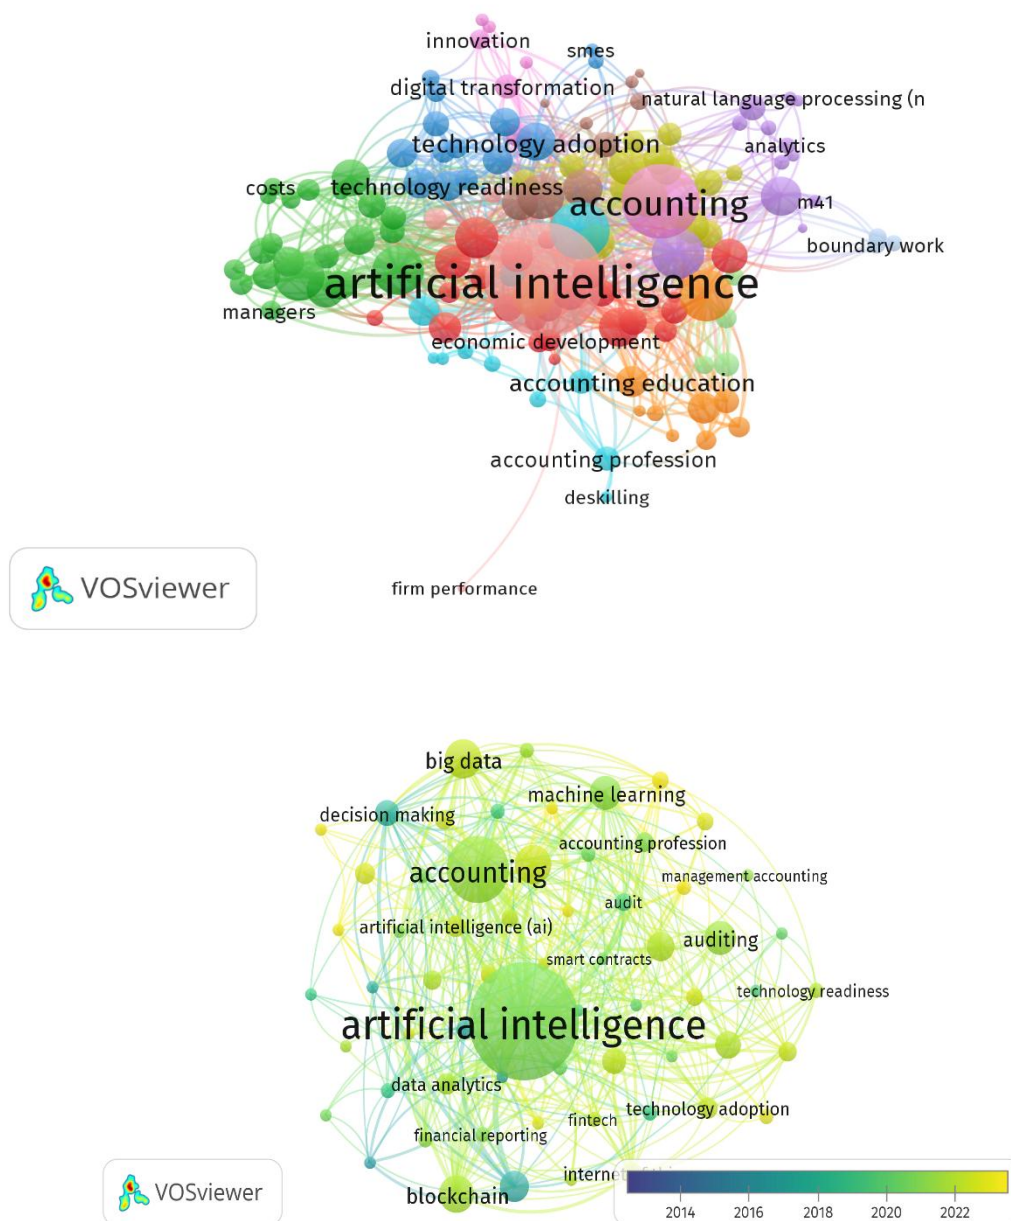 innovation
smes
digital transformation
natural language processing (n
technology adoption
analytics
costs
technology readiness
accounting
m41
boundary work
artificial intelligence
managers
economic development
accounting education
accounting profession
deskilling
VOSviewer
firm performance
big data
machine learning
decision making
accounting profession
accounting
management accounting
audit
artificial intelligence (ai)
auditing
smart contracts
technology readiness
artificial intelligence
data analytics
technology adoption
fintech
financial reporting
VOSviewer
blockchain
2014 2016 2018 2020 2022